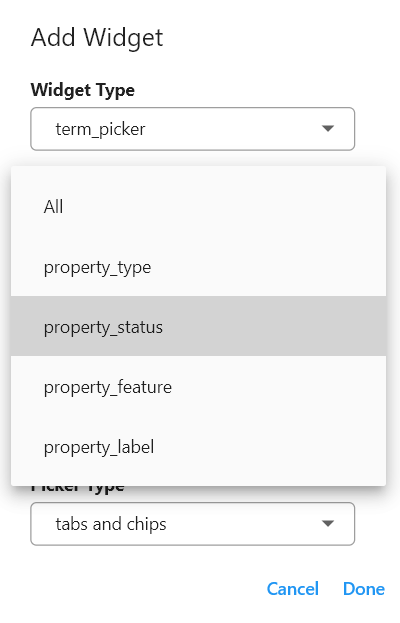 Add Widget
Widget Type
term_picker
All
property_type
property_status
property_feature
property_label
Picker Type
tabs and chips
Cancel Done